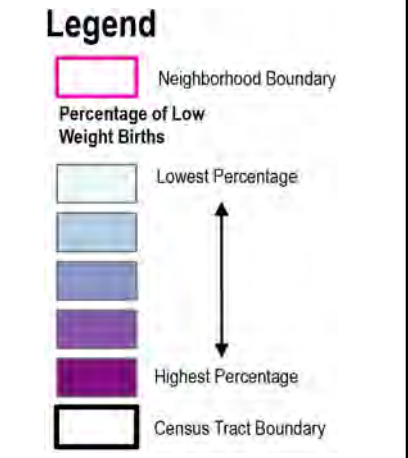 Legend
Neighborhood Boundary
Percentage of Low
Weight Births
Lowest Percentage
Highest Percentage
Census Tract Boundary